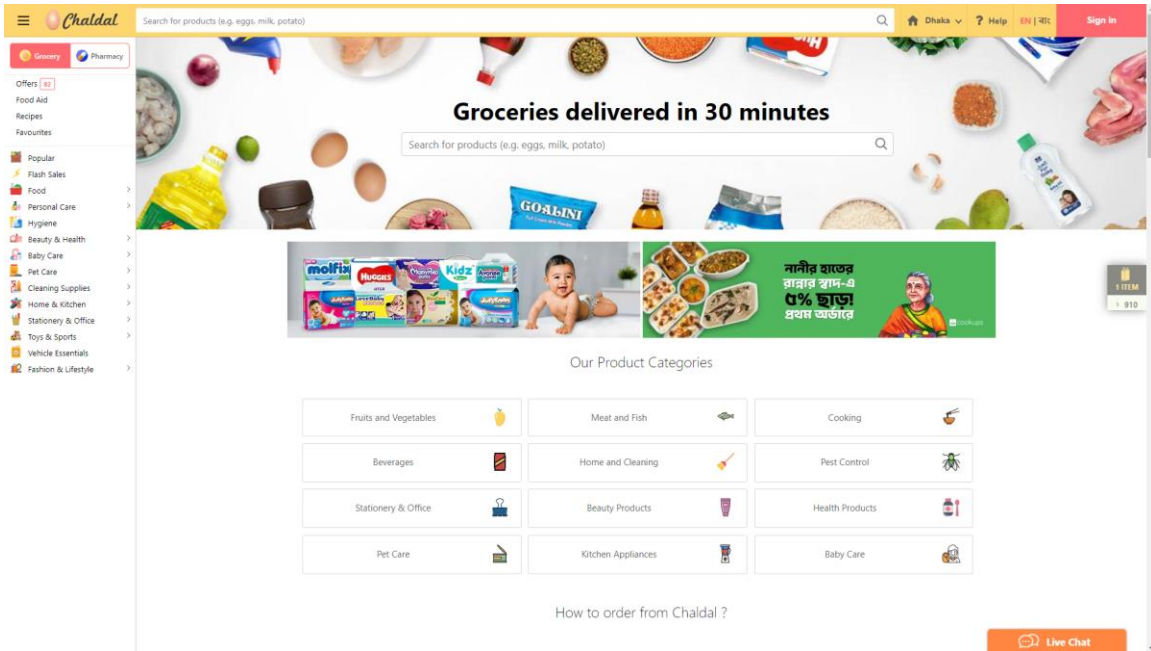 Chaldal
Search for products (e.g. eggs, milk, potato)
Dhaka
? Help
EN | বাং
Sign in
Grocery
Pharmacy
Offers 82
Food Aid
Recipes
Favourites
Popular
Flash Sales
Food
Personal Care
Hygiene
Beauty & Health
Baby Care
Pet Care
Cleaning Supplies
Home & Kitchen
Stationery & Office
Toys & Sports
Vehicle Essentials
Fashion & Lifestyle
Groceries delivered in 30 minutes
Search for products (e.g. eggs, milk, potato)
GOALINI
molfix
HUGGIES
Kidz
নানীর হাতের
রান্নার স্বাদ-এ
৫% ছাড়!
প্রথম অর্ডারে
cookups
1 ITEM
৳ 910
Our Product Categories
Fruits and Vegetables
Meat and Fish
Cooking
Beverages
Home and Cleaning
Pest Control
Stationery & Office
Beauty Products
Health Products
Pet Care
Kitchen Appliances
Baby Care
How to order from Chaldal ?
Live Chat